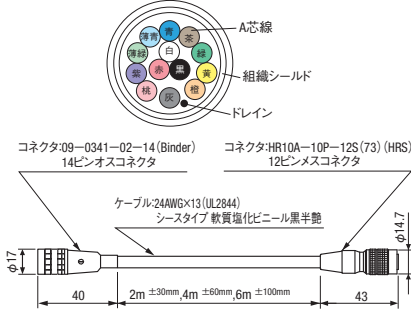 A芯線
青
薄青
茶
白
薄緑
緑
赤
黒
紫
黄
組織シールド
桃
橙
灰
ドレイン
コネクタ:09−0341−02−14(Binder)
14ピンオスコネクタ
コネクタ:HR10A−10P−12S(73)(HRS)
12ピンメスコネクタ
ケーブル:24AWG×13(UL2844)
シースタイプ 軟質塩化ビニール黒半艶
φ17
φ14.7
40
2m ±30mm,4m ±60mm,6m ±100mm
43